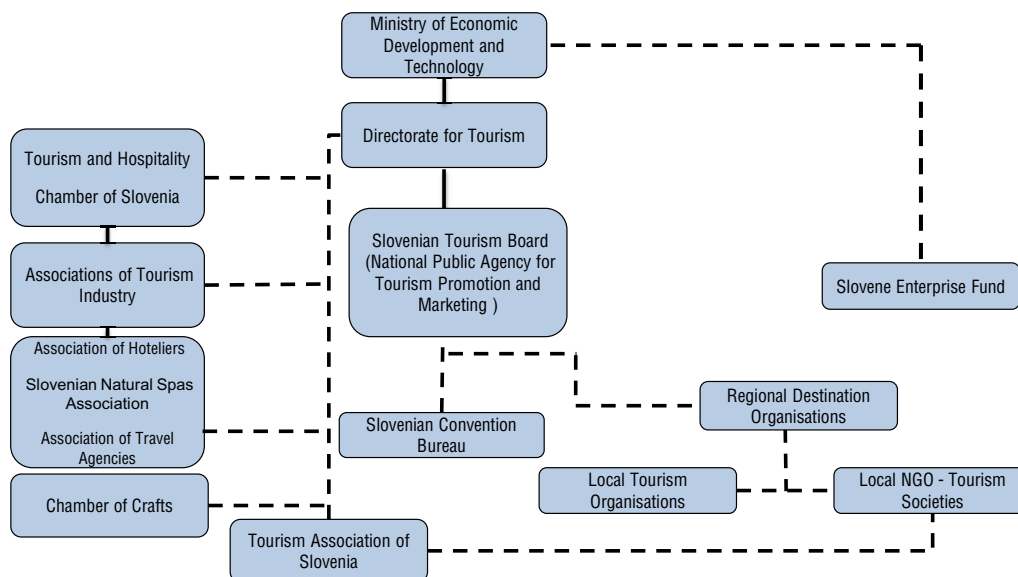 Ministry of Economic
Development and
Technology
Directorate for Tourism
Tourism and Hospitality
Chamber of Slovenia
Slovenian Tourism Board
(National Public Agency for
Tourism Promotion and
Marketing )
Associations of Tourism
Industry
Slovene Enterprise Fund
Association of Hoteliers
Slovenian Natural Spas
Association
Association of Travel
Agencies
Regional Destination
Organisations
Slovenian Convention
Bureau
Local Tourism
Organisations
Local NGO - Tourism
Societies
Chamber of Crafts
Tourism Association of
Slovenia